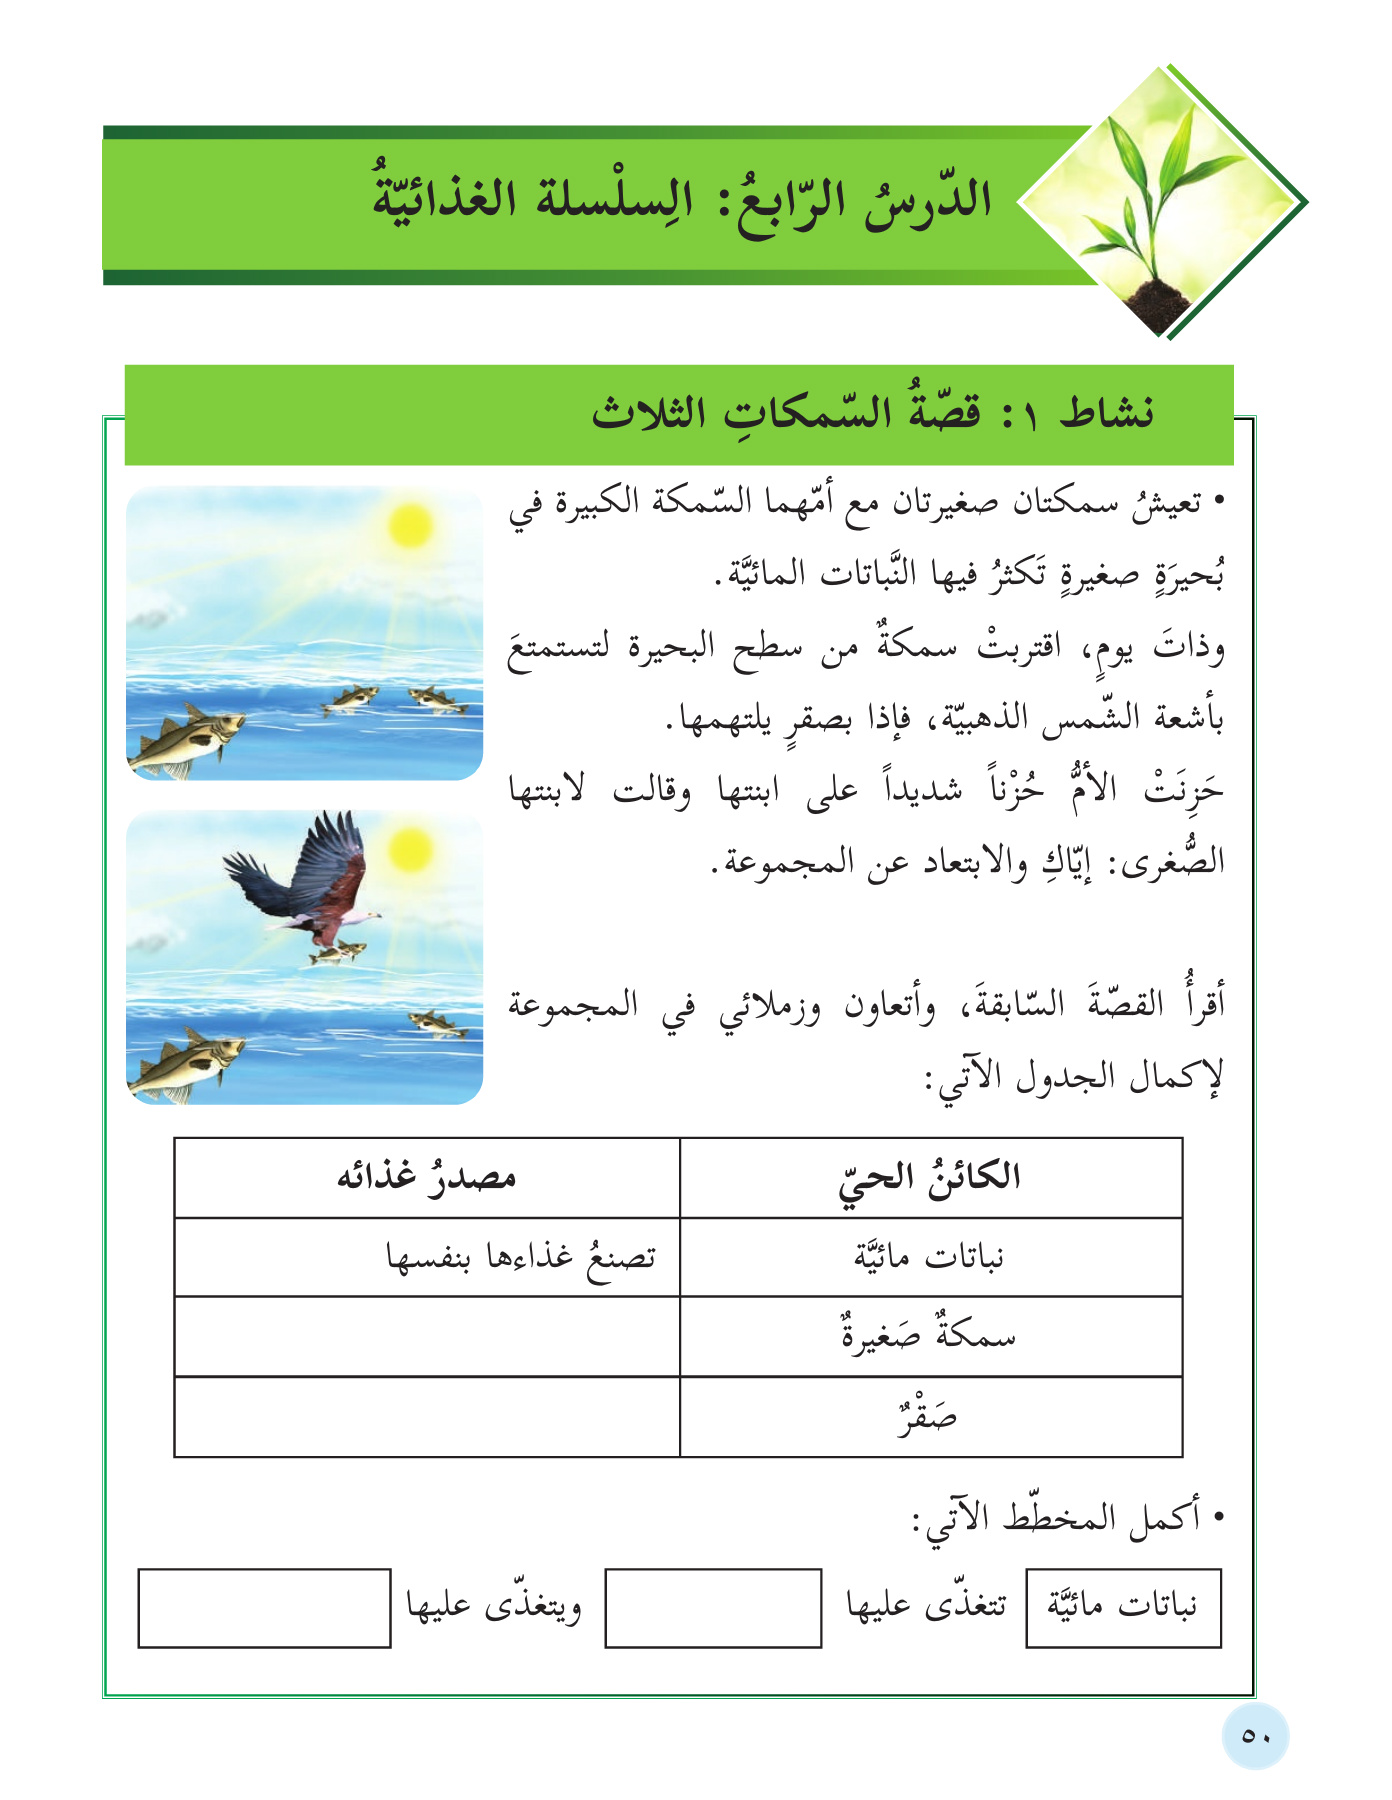 الدّرسُ الرّابعُ: الِسلْسلة الغذائيّةُ
نشاط ١: قصّةُ السّمكاتِ الثلاث
• تعيشُ سمكتان صغيرتان مع أمّهما السّمكة الكبيرة في
بُحيرَةٍ صغيرةٍ تَكثرُ فيها النَّباتات المائيَّة.
وذاتَ يومٍ، اقتربتْ سمكةٌ من سطح البحيرة لتستمتعَ
بأشعة الشّمس الذهبيّة، فإذا بصقرٍ يلتهمها.
حَزِنَتْ الأمُّ حُزْناً شديداً على ابنتها وقالت لابنتها
الصُّغرى: إيّاكِ والابتعاد عن المجموعة.
أقرأُ القصّةَ السّابقةَ، وأتعاون وزملائي في المجموعة
لإكمال الجدول الآتي:
الكائنُ الحيّ مصدرُ غذائه
نباتات مائيَّة تصنعُ غذاءها بنفسها
سمكةٌ صَغيرةٌ
صَقْرٌ
• أكمل المخطّط الآتي:
نباتات مائيَّة تتغذّى عليها ويتغذّى عليها
٥٠